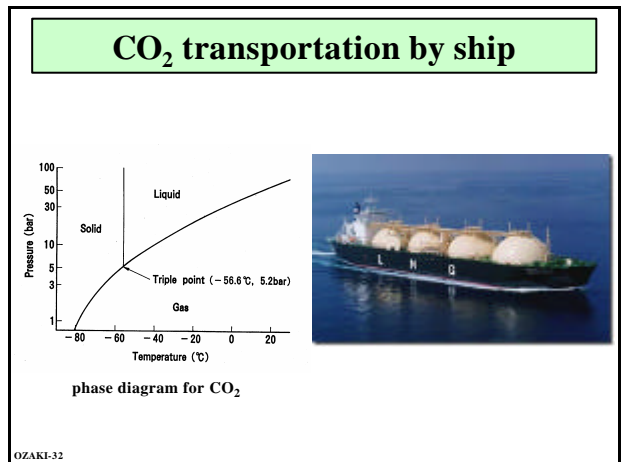 CO₂ transportation by ship
100
50
30
10
5
3
1
Pressure (bar)
Solid
Liquid
Triple point (−56.6℃, 5.2bar)
Gas
−80 −60 −40 −20 0 20
Temperature (℃)
phase diagram for CO₂
L N G
OZAKI-32